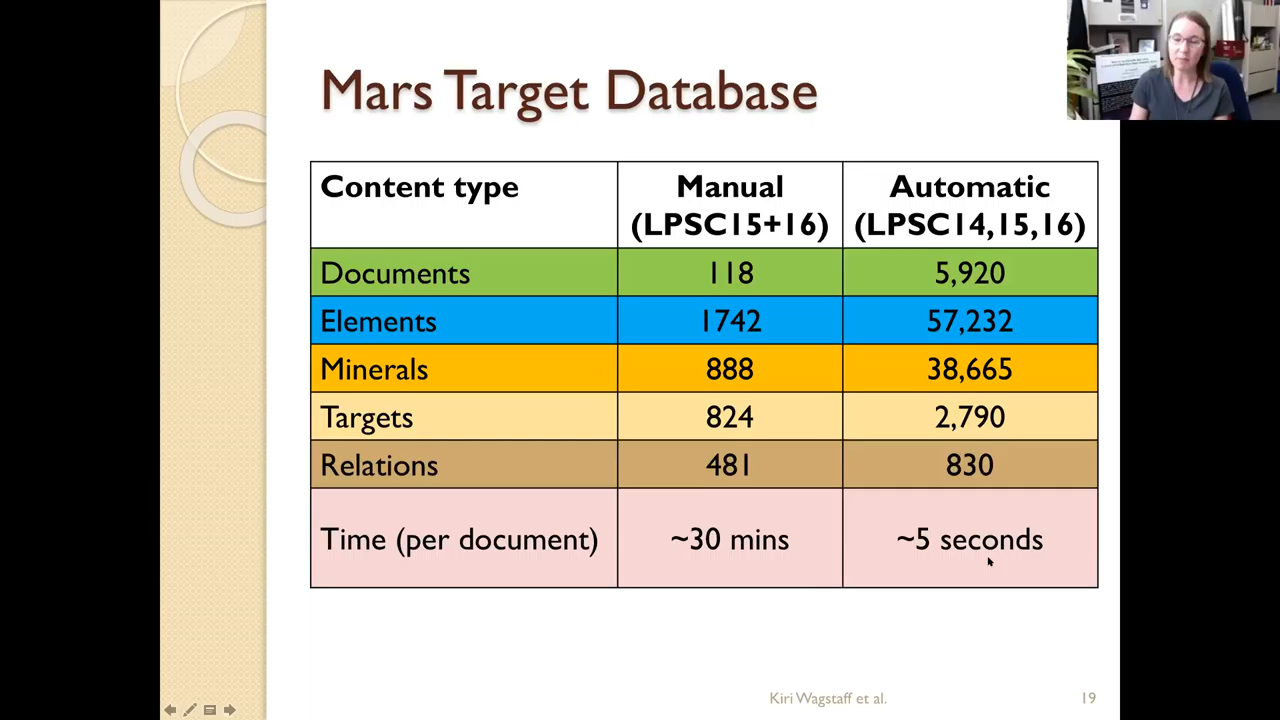 Mars Target Database
Content type Manual Automatic
(LPSC15+16) (LPSC14,15,16)
Documents 118 5,920
Elements 1742 57,232
Minerals 888 38,665
Targets 824 2,790
Relations 481 830
Time (per document) ~30 mins ~5 seconds
Kiri Wagstaff et al. 19